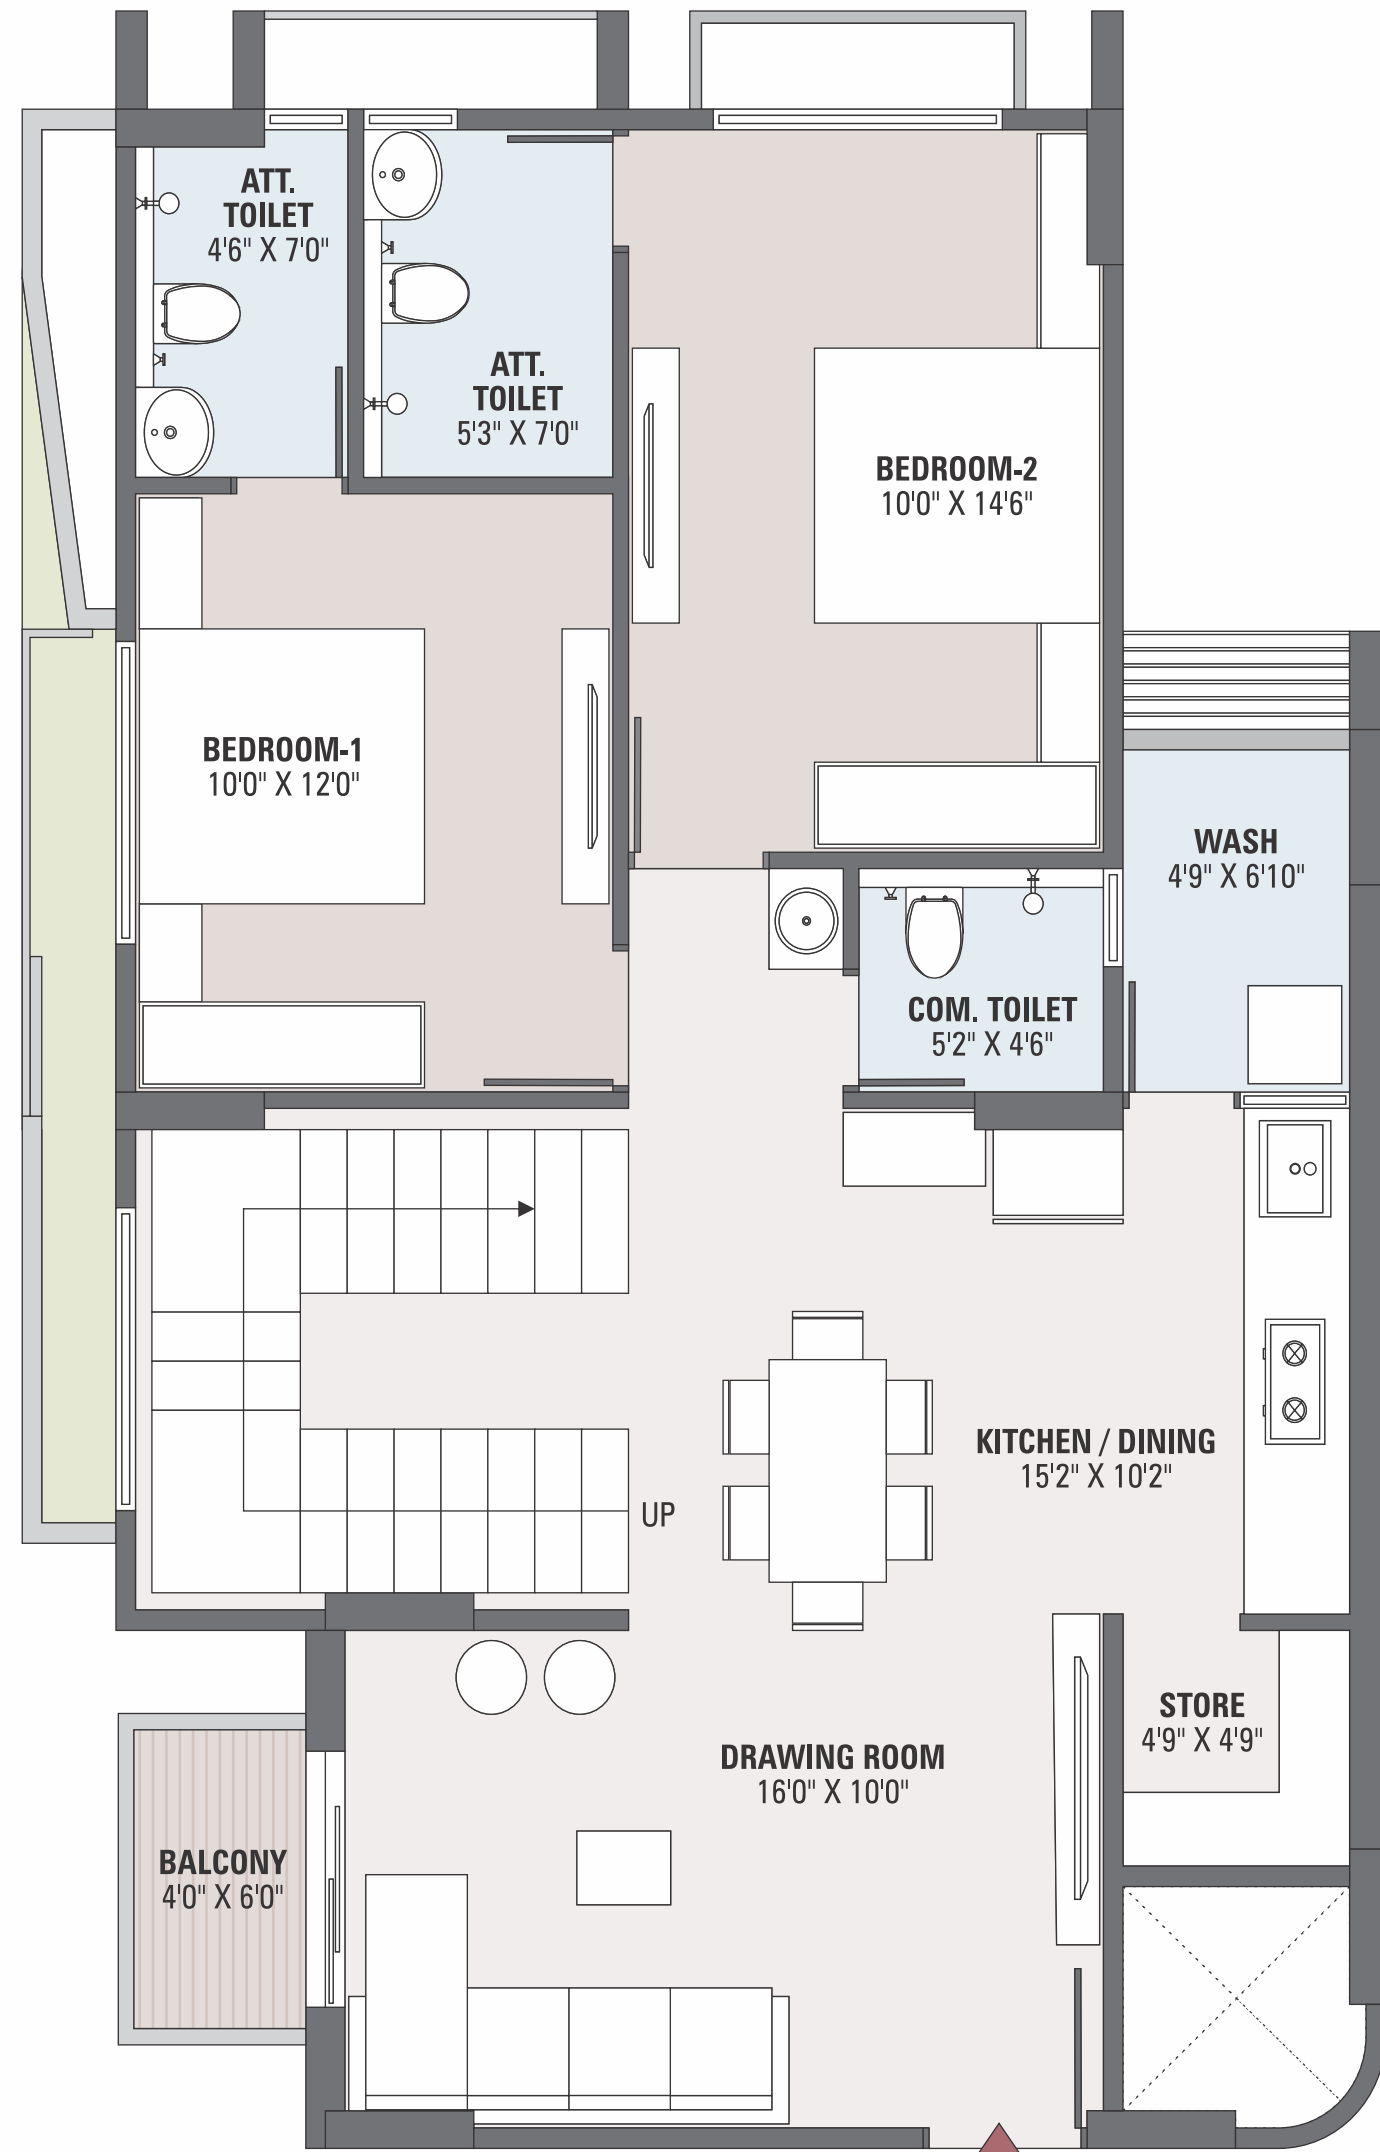 ATT.
TOILET
4'6" X 7'0"
ATT.
TOILET
5'3" X 7'0"
BEDROOM-2
10'0" X 14'6"
BEDROOM-1
10'0" X 12'0"
WASH
4'9" X 6'10"
COM. TOILET
5'2" X 4'6"
KITCHEN / DINING
15'2" X 10'2"
UP
STORE
4'9" X 4'9"
DRAWING ROOM
16'0" X 10'0"
BALCONY
4'0" X 6'0"